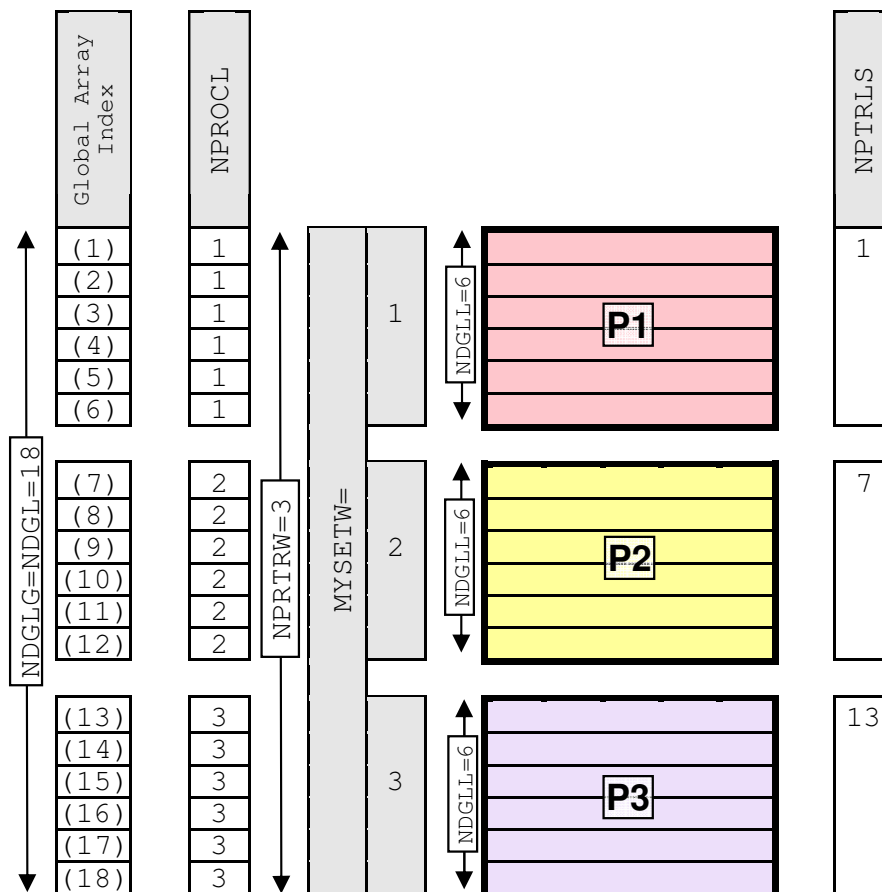 Global Array
Index
NPROCL
NPTRLS
NDGLG=NDGL=18
NPRTRW=3
MYSETW=
(1) 1
(2) 1
(3) 1
(4) 1
(5) 1
(6) 1
1
NDGLL=6
P1
1
(7) 2
(8) 2
(9) 2
(10) 2
(11) 2
(12) 2
2
NDGLL=6
P2
7
(13) 3
(14) 3
(15) 3
(16) 3
(17) 3
(18) 3
3
NDGLL=6
P3
13